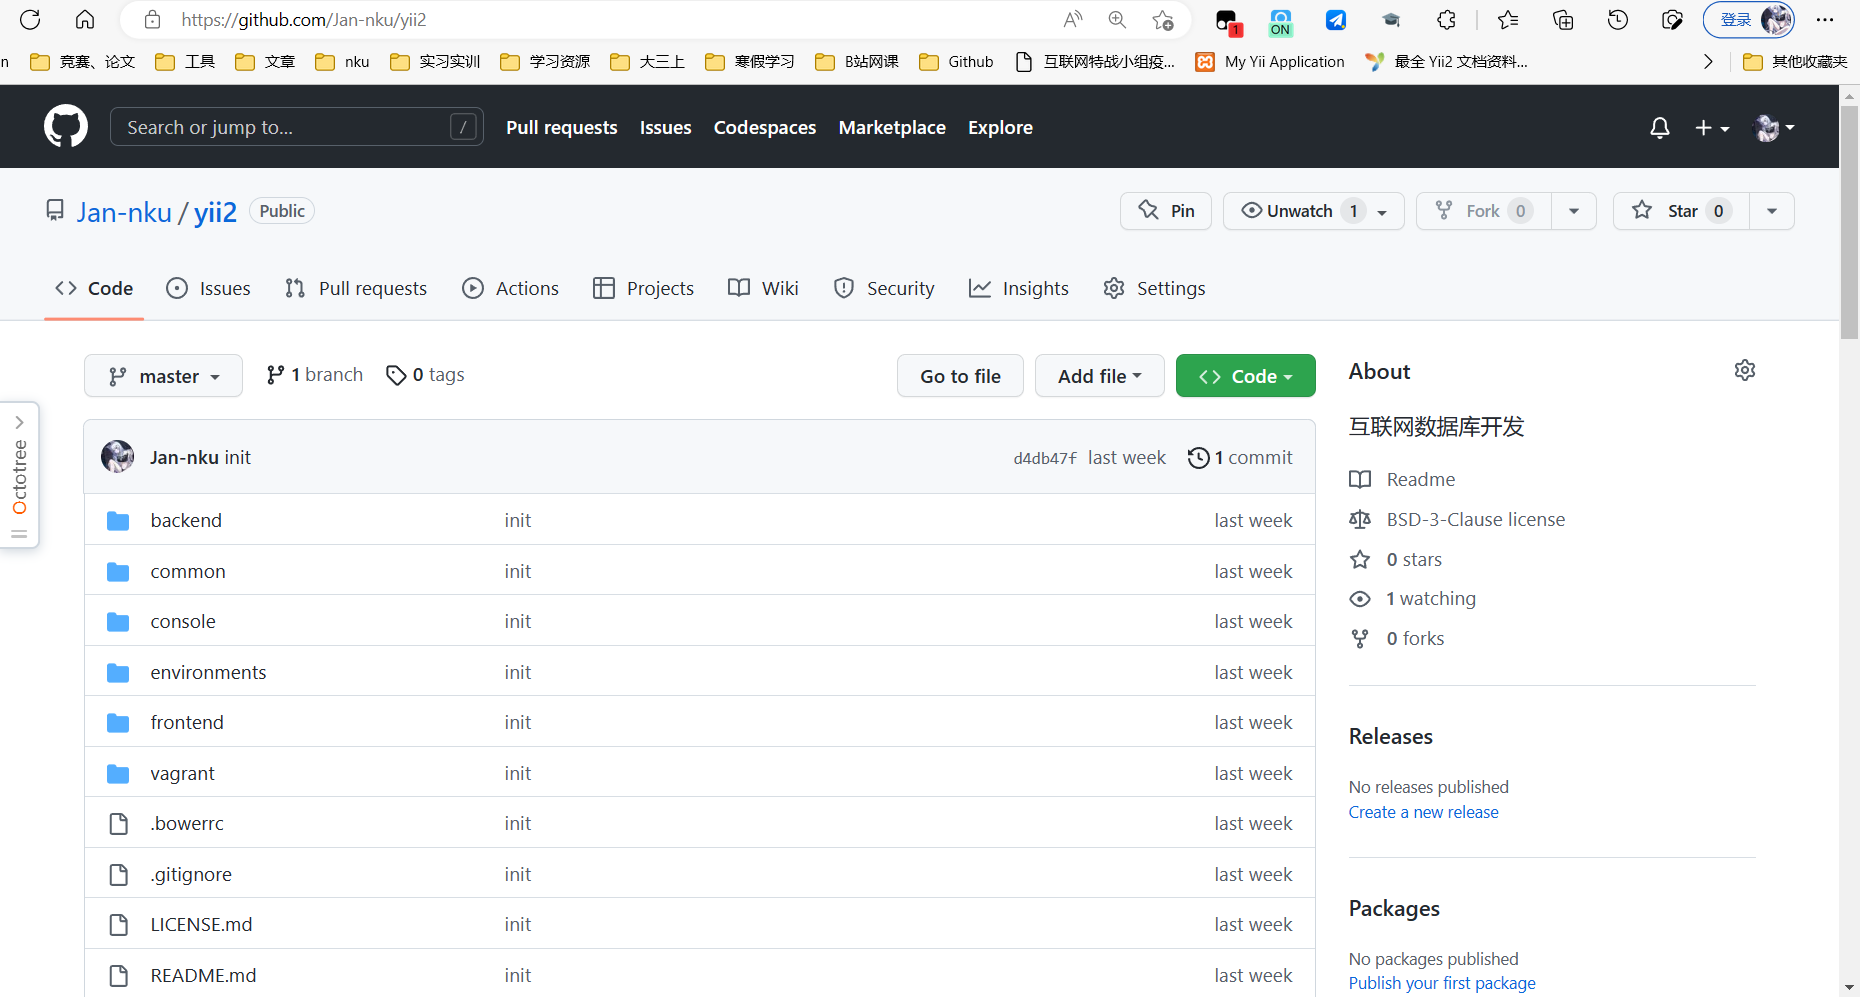 https://github.com/Jan-nku/yii2
1
ON
登录
n 竞赛、论文 工具 文章 nku 实习实训 学习资源 大三上 寒假学习 B站网课 Github 互联网特战小组疫... My Yii Application 最全 Yii2 文档资料... 其他收藏夹
Search or jump to... / Pull requests Issues Codespaces Marketplace Explore
Jan-nku / yii2 Public Pin Unwatch 1 Fork 0 Star 0
Code Issues Pull requests Actions Projects Wiki Security Insights Settings
master 1 branch 0 tags Go to file Add file Code
Jan-nku init d4db47f last week 1 commit
backend init last week
common init last week
console init last week
environments init last week
frontend init last week
vagrant init last week
.bowerrc init last week
.gitignore init last week
LICENSE.md init last week
README.md init last week
Octotree
About
互联网数据库开发
Readme
BSD-3-Clause license
0 stars
1 watching
0 forks
Releases
No releases published
Create a new release
Packages
No packages published
Publish your first package